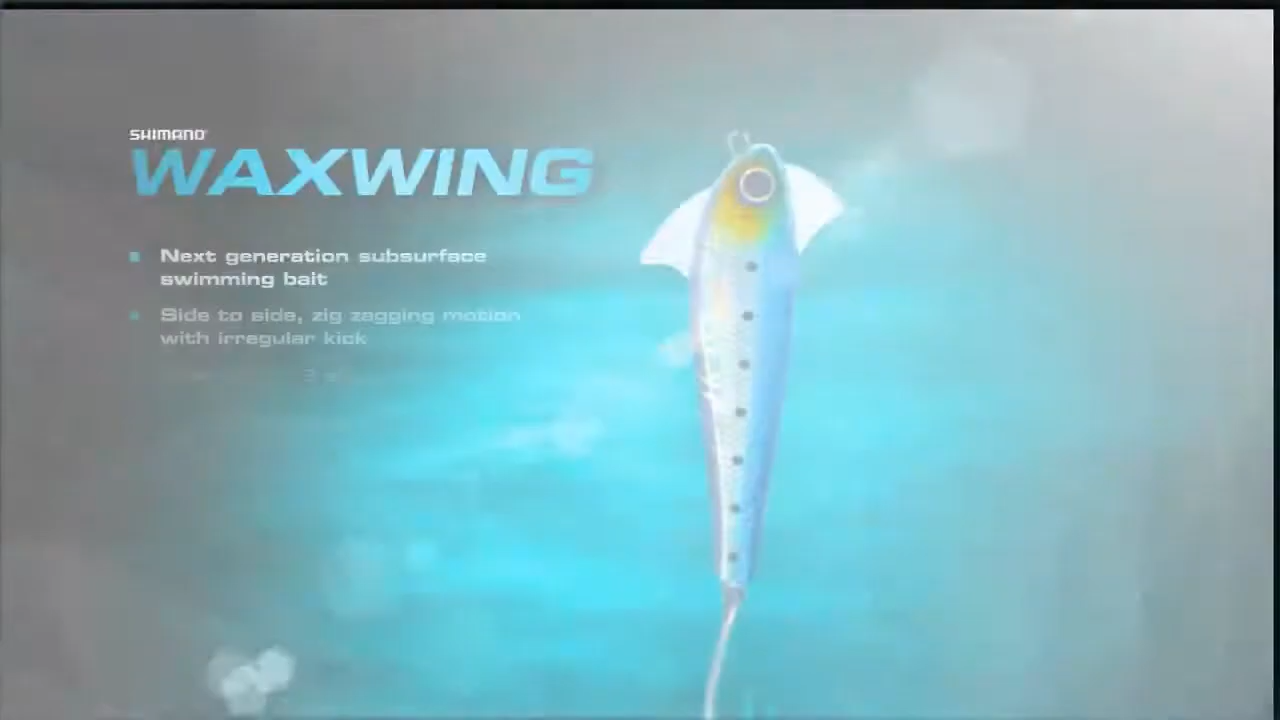 SHIMANO
WAXWING
Next generation subsurface
swimming bait
Side to side, zig zagging motion
with irregular kick